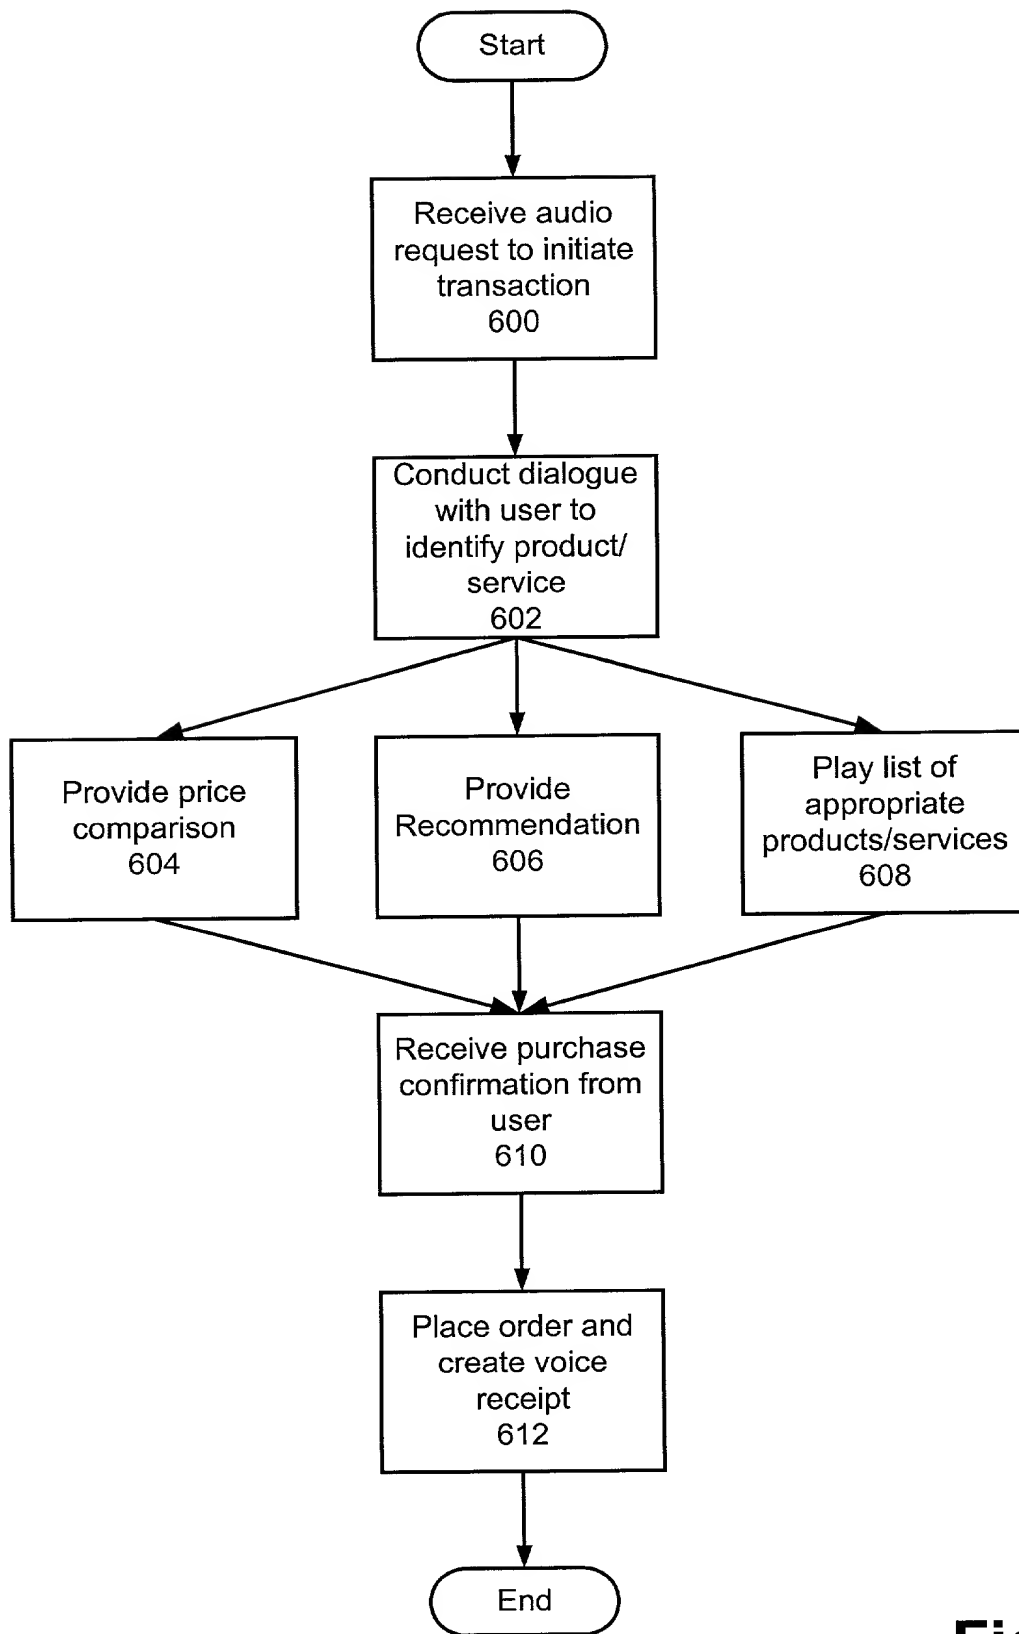 Start
Receive audio
request to initiate
transaction
600
Conduct dialogue
with user to
identify product/
service
602
Provide price
comparison
604
Provide
Recommendation
606
Play list of
appropriate
products/services
608
Receive purchase
confirmation from
user
610
Place order and
create voice
receipt
612
End